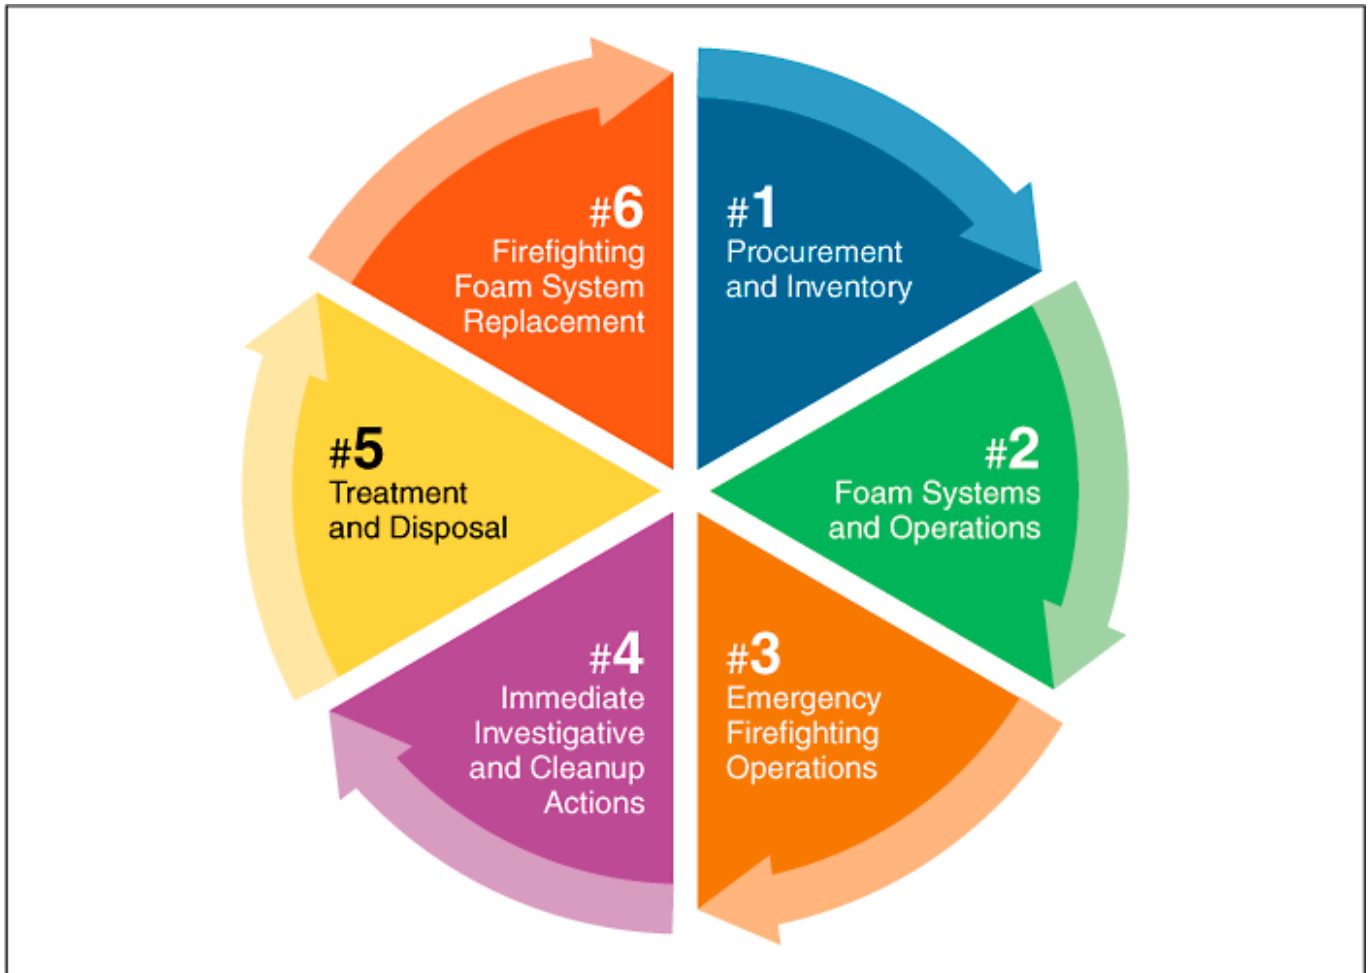 #1
Procurement
and Inventory
#2
Foam Systems
and Operations
#3
Emergency
Firefighting
Operations
#4
Immediate
Investigative
and Cleanup
Actions
#5
Treatment
and Disposal
#6
Firefighting
Foam System
Replacement